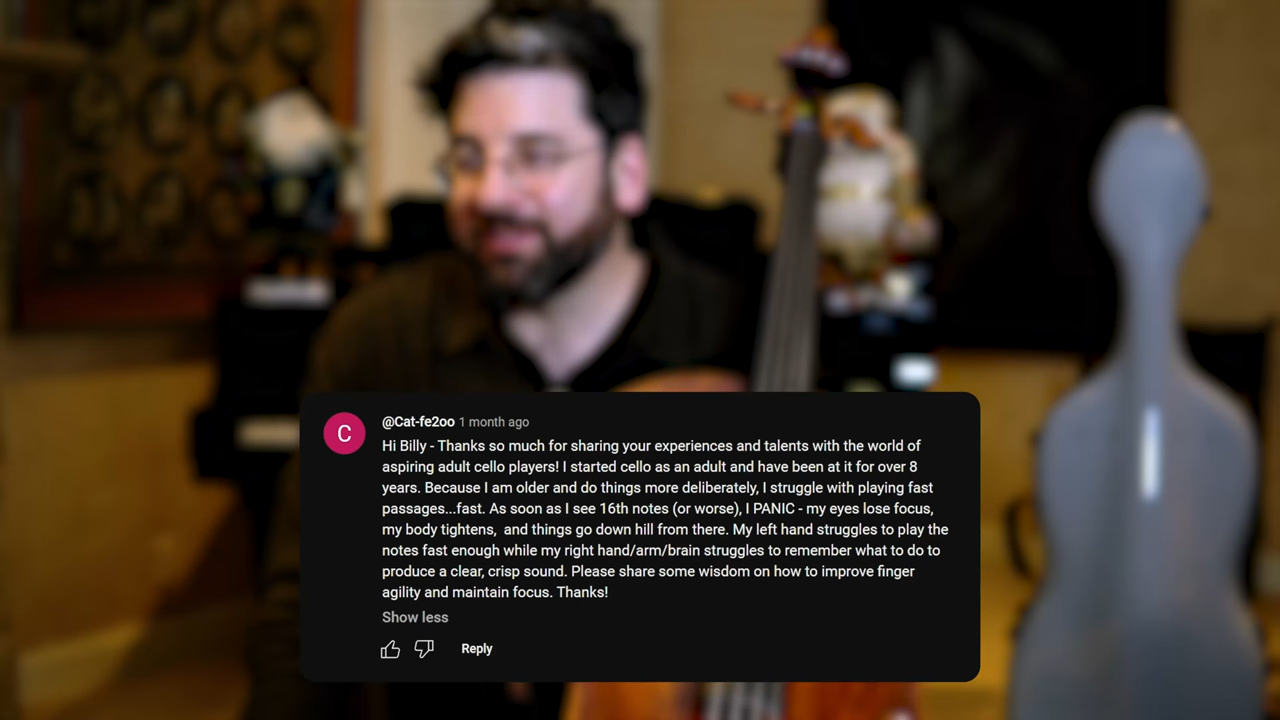 C
@Cat-fe2oo 1 month ago
Hi Billy - Thanks so much for sharing your experiences and talents with the world of
aspiring adult cello players! I started cello as an adult and have been at it for over 8
years. Because I am older and do things more deliberately, I struggle with playing fast
passages...fast. As soon as I see 16th notes (or worse), I PANIC - my eyes lose focus,
my body tightens,  and things go down hill from there. My left hand struggles to play the
notes fast enough while my right hand/arm/brain struggles to remember what to do to
produce a clear, crisp sound. Please share some wisdom on how to improve finger
agility and maintain focus. Thanks!
Show less
Reply